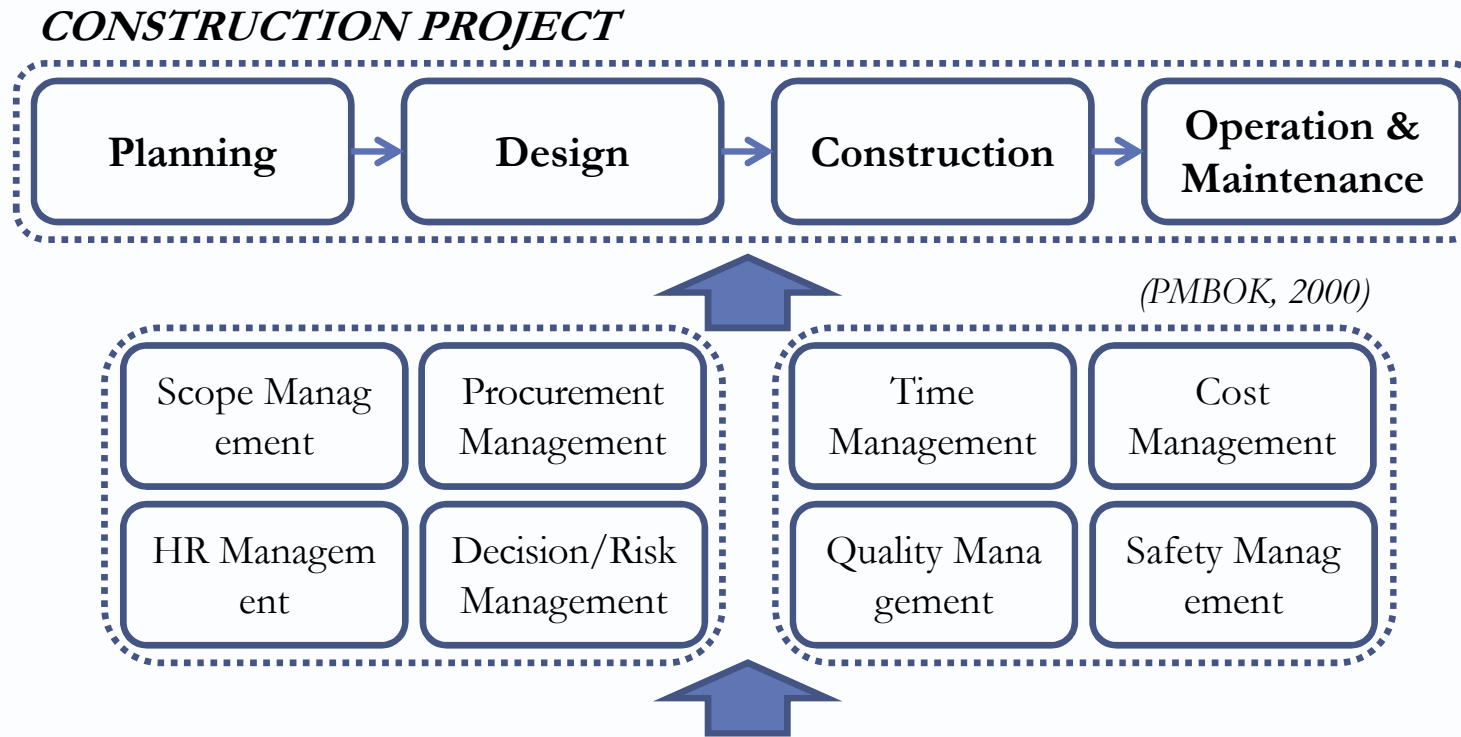 CONSTRUCTION PROJECT
Planning
Design
Construction
Operation &
Maintenance
(PMBOK, 2000)
Scope Manag
ement
Procurement
Management
Time
Management
Cost
Management
HR Managem
ent
Decision/Risk
Management
Quality Mana
gement
Safety Manag
ement